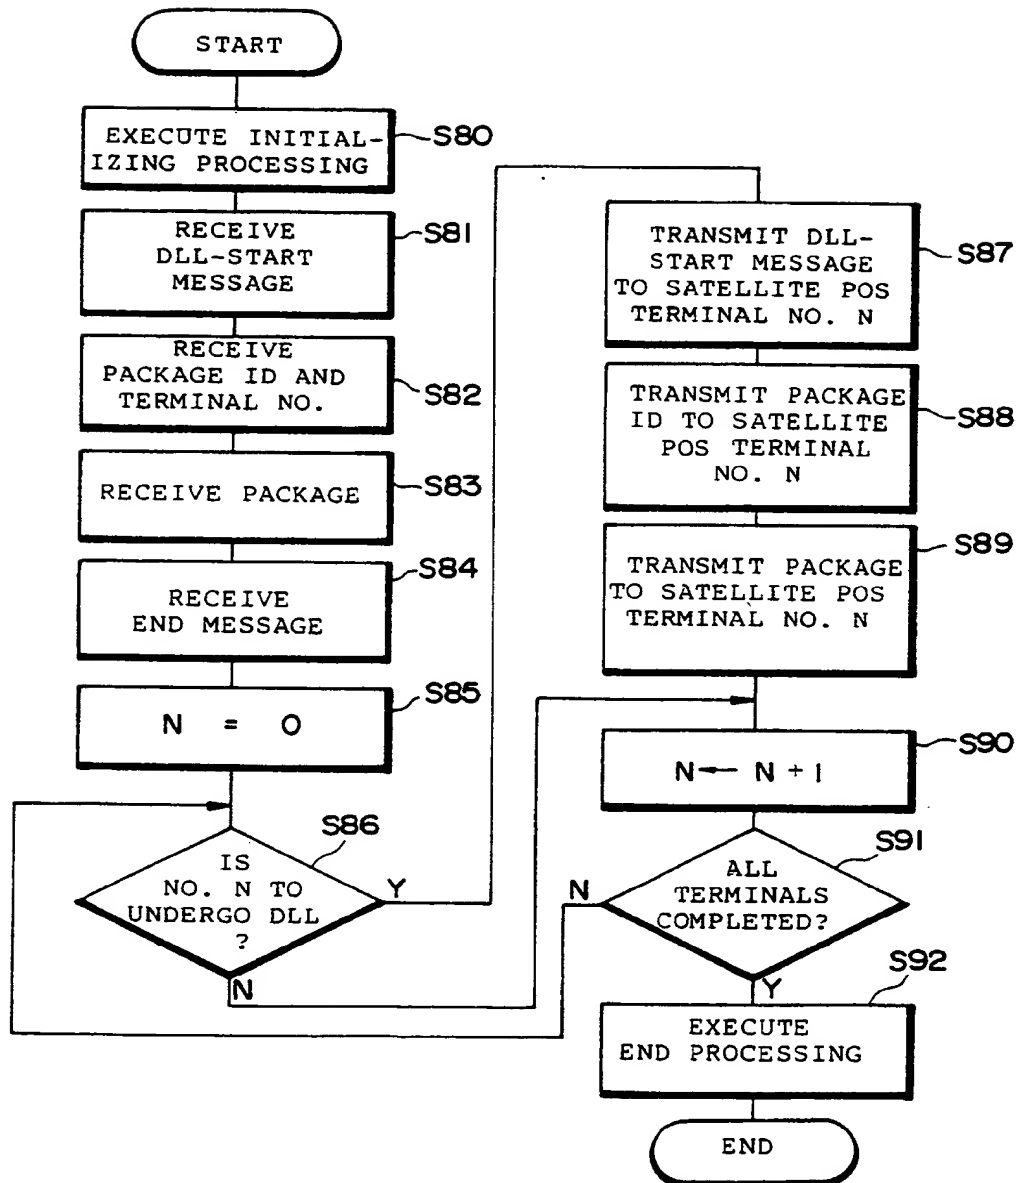 START
EXECUTE INITIAL-
IZING PROCESSING
S80
RECEIVE
DLL-START
MESSAGE
S81
RECEIVE
PACKAGE ID AND
TERMINAL NO.
S82
RECEIVE PACKAGE
S83
RECEIVE
END MESSAGE
S84
N = 0
S85
IS
NO. N TO
UNDERGO DLL
?
S86
Y
N
TRANSMIT DLL-
START MESSAGE
TO SATELLITE POS
TERMINAL NO. N
S87
TRANSMIT PACKAGE
ID TO SATELLITE
POS TERMINAL
NO. N
S88
TRANSMIT PACKAGE
TO SATELLITE POS
TERMINAL NO. N
S89
N ← N + 1
S90
ALL
TERMINALS
COMPLETED?
S91
N
Y
EXECUTE
END PROCESSING
S92
END